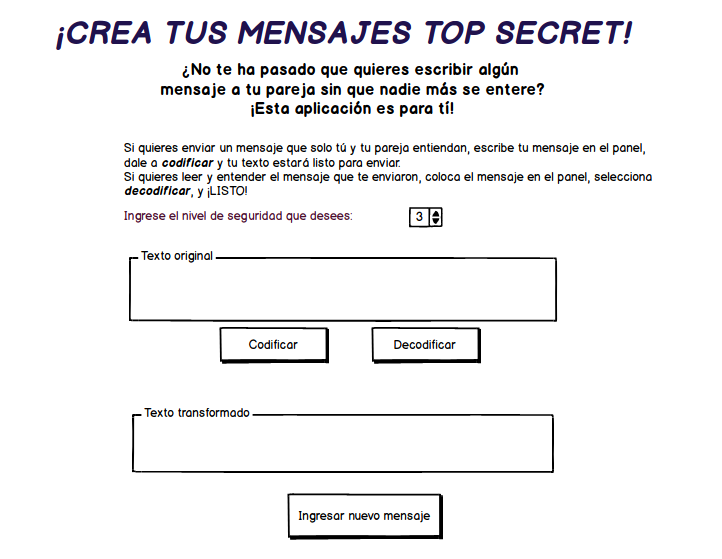 ¡CREA TUS MENSAJES TOP SECRET!
¿No te ha pasado que quieres escribir algún
mensaje a tu pareja sin que nadie más se entere?
¡Esta aplicación es para tí!
Si quieres enviar un mensaje que solo tú y tu pareja entiendan, escribe tu mensaje en el panel,
dale a codificar y tu texto estará listo para enviar.
Si quieres leer y entender el mensaje que te enviaron, coloca el mensaje en el panel, selecciona
decodificar, y ¡LISTO!
Ingrese el nivel de seguridad que desees: 3
Texto original
Codificar Decodificar
Texto transformado
Ingresar nuevo mensaje